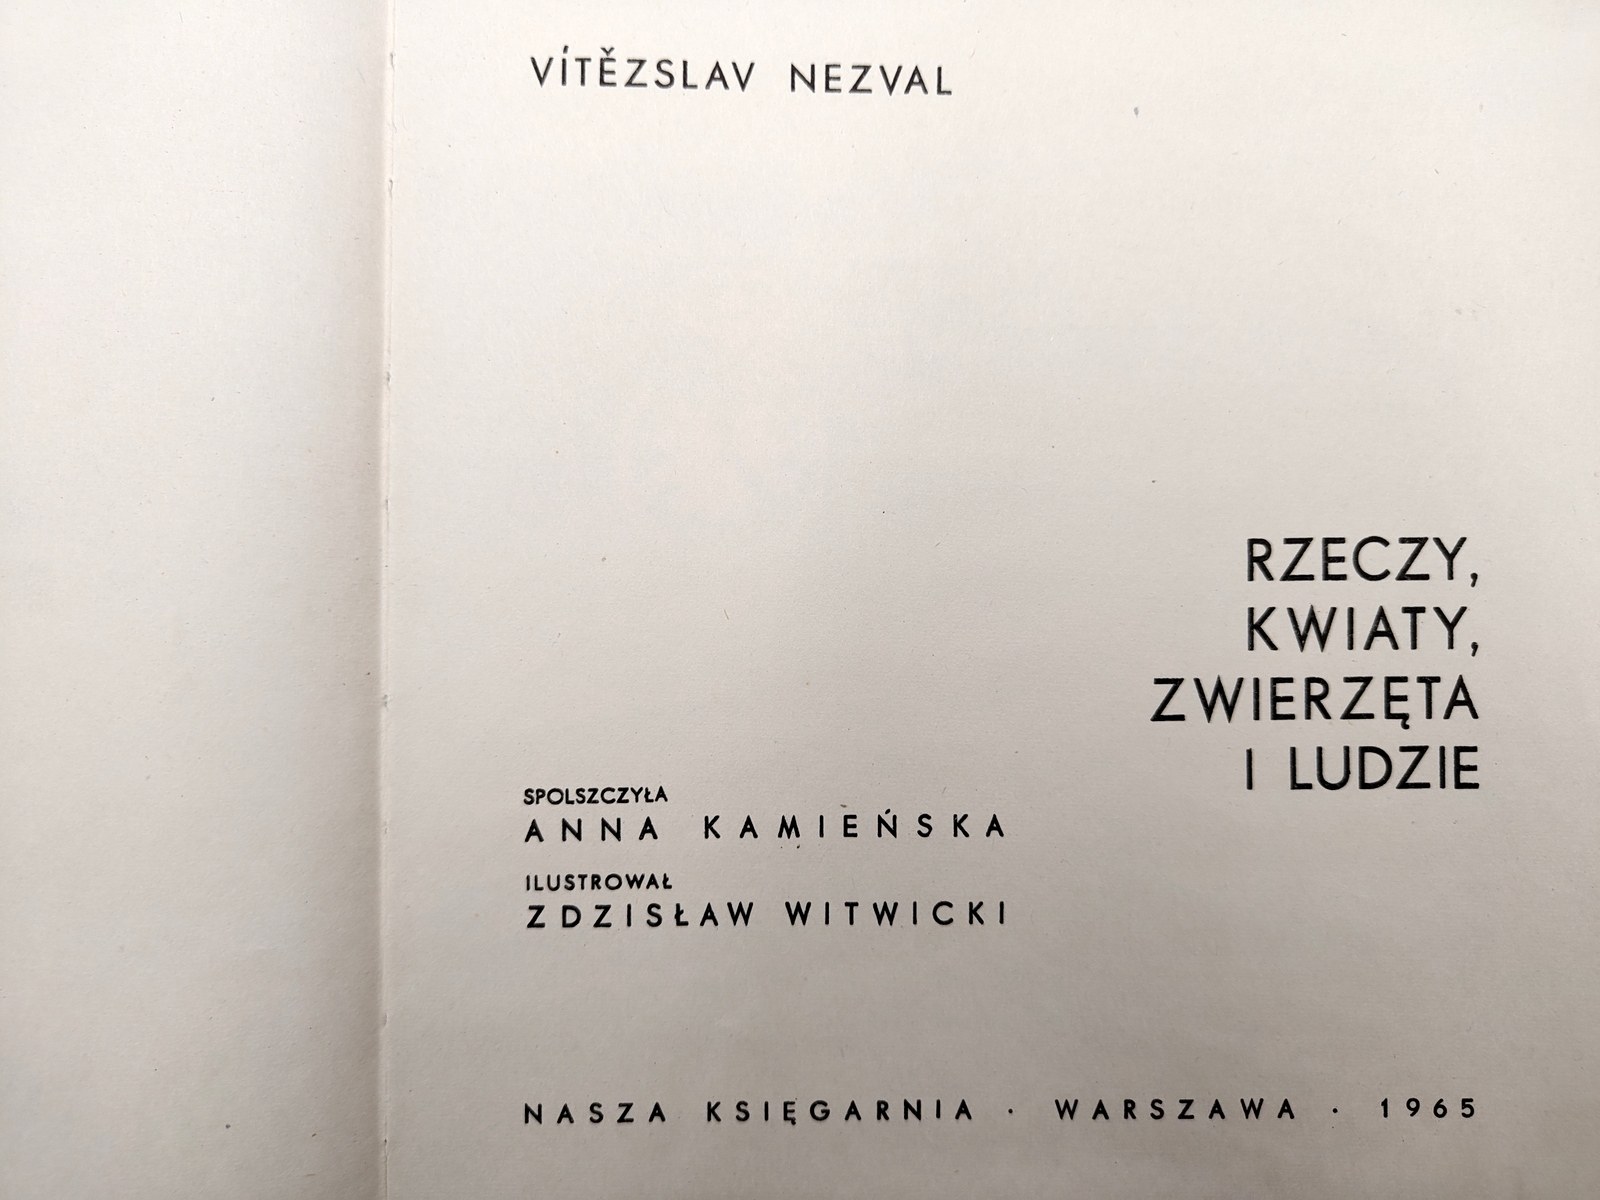 VÍTĚZSLAV NEZVAL
RZECZY,
KWIATY,
ZWIERZĘTA
I LUDZIE
SPOLSZCZYŁA
ANNA KAMIEŃSKA
ILUSTROWAŁ
ZDZISŁAW WITWICKI
NASZA KSIĘGARNIA · WARSZAWA · 1965